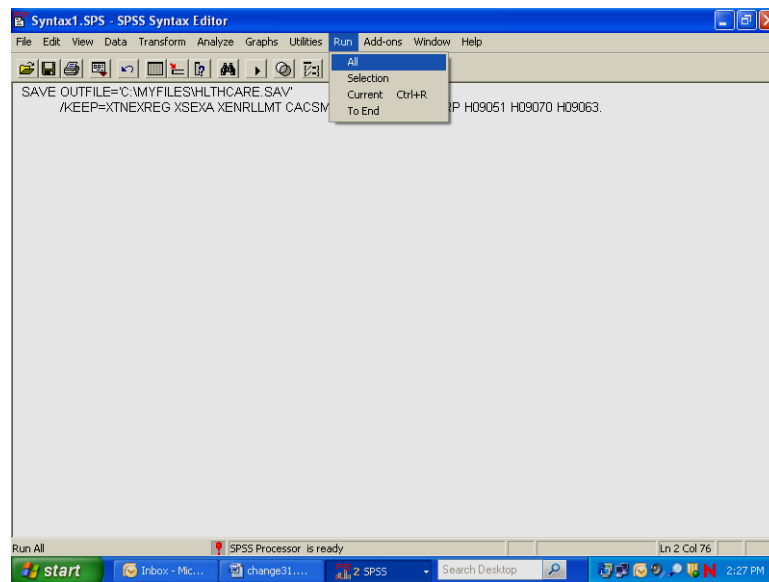 Syntax1.SPS - SPSS Syntax Editor
File Edit View Data Transform Analyze Graphs Utilities Run Add-ons Window Help
All
Selection
Current Ctrl+R
To End
SAVE OUTFILE='C:\MYFILES\HLTHCARE.SAV'
/KEEP=XTNEXREG XSEXA XENRLLMT CACSM P H09051 H09070 H09063.
Run All SPSS Processor is ready Ln 2 Col 76
start Inbox - Mic... change31.... 2 SPSS Search Desktop 2:27 PM